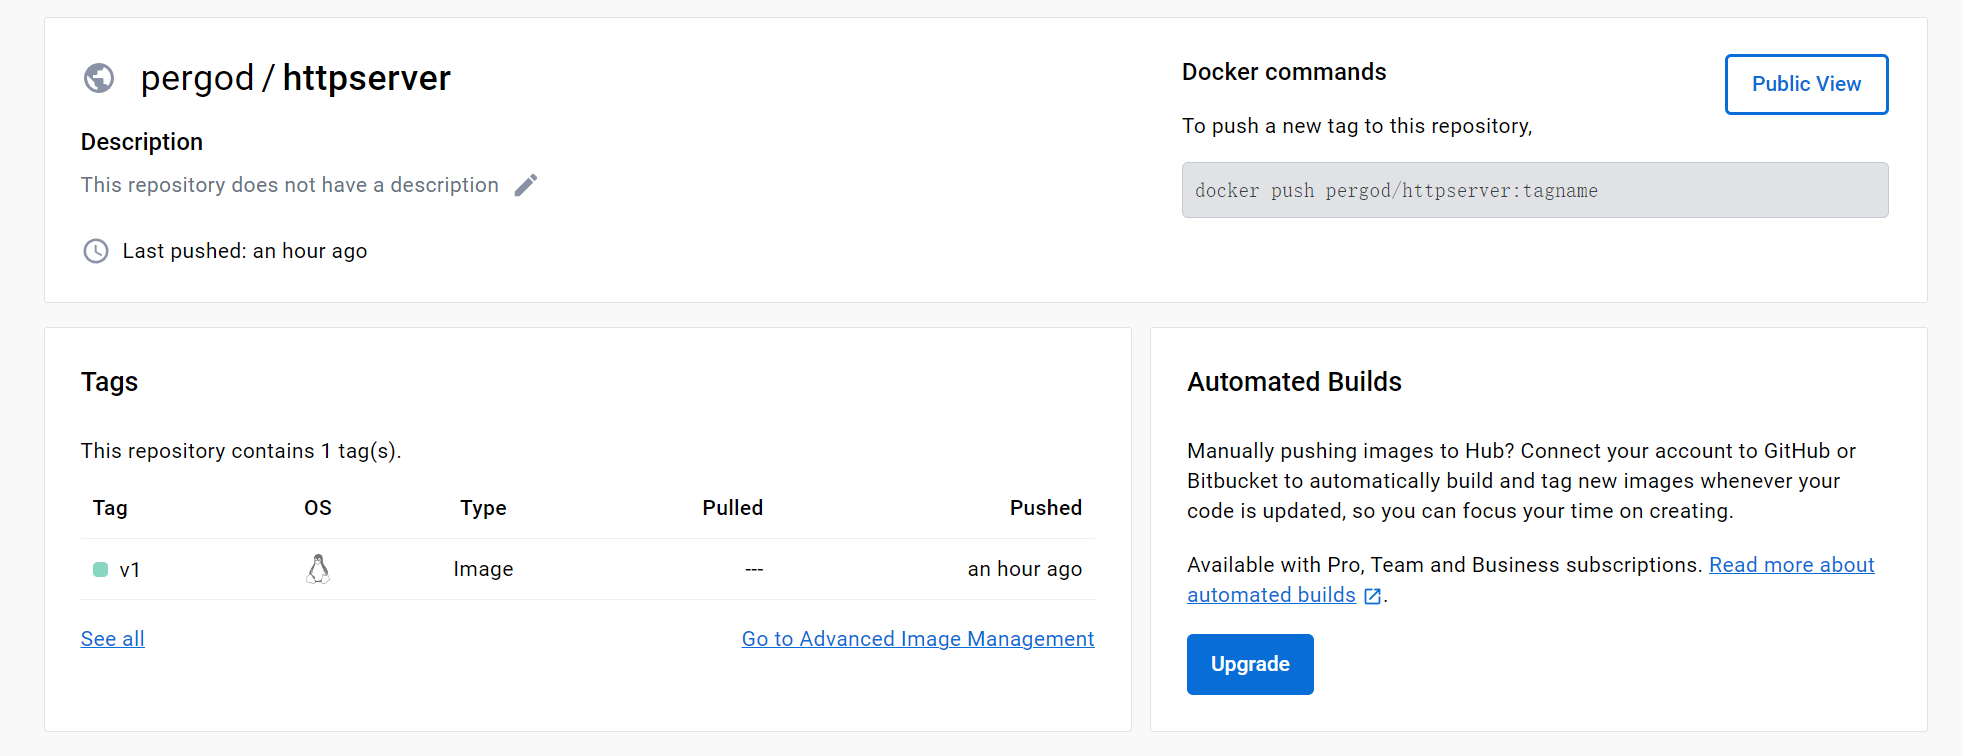 pergod / httpserver
Description
This repository does not have a description
Last pushed: an hour ago
Docker commands
Public View
To push a new tag to this repository,
docker push pergod/httpserver:tagname
Tags
This repository contains 1 tag(s).
Tag OS Type Pulled Pushed
v1 Image --- an hour ago
See all Go to Advanced Image Management
Automated Builds
Manually pushing images to Hub? Connect your account to GitHub or
Bitbucket to automatically build and tag new images whenever your
code is updated, so you can focus your time on creating.
Available with Pro, Team and Business subscriptions. Read more about
automated builds .
Upgrade